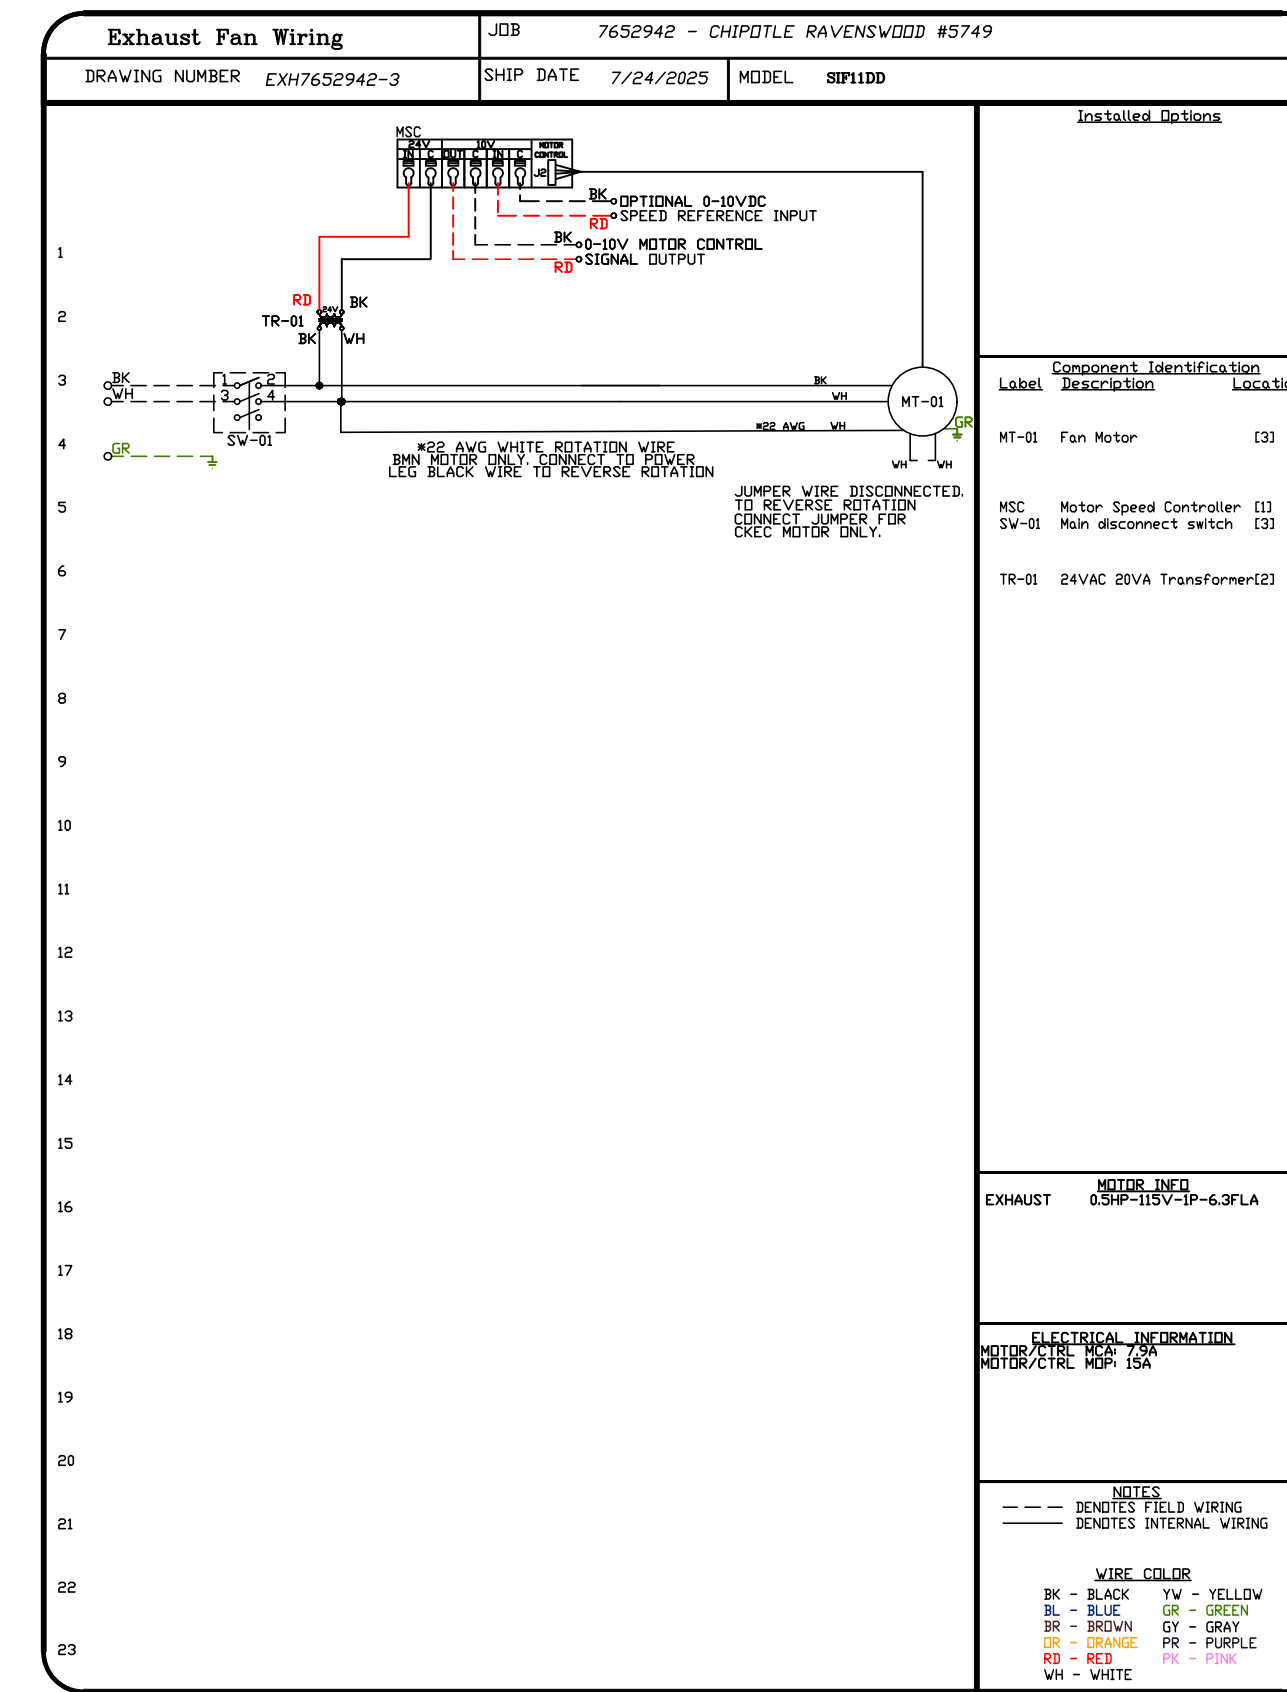 Exhaust Fan Wiring
JOB 7652942 - CHIPOTLE RAVENSWOOD #5749
DRAWING NUMBER EXH7652942-3
SHIP DATE 7/24/2025
MODEL SIF11DD
MSC
24V 10V MOTOR CONTROL
IN C OUT C IN C
J2
BK OPTIONAL 0-10VDC
RD SPEED REFERENCE INPUT
BK 0-10V MOTOR CONTROL
RD SIGNAL OUTPUT
RD 24V BK
TR-01
BK WH
BK 1 2 BK
WH 3 4 WH
MT-01
SW-01
*22 AWG WH
GR
GR
WH WH
*22 AWG WHITE ROTATION WIRE
BMN MOTOR ONLY. CONNECT TO POWER
LEG BLACK WIRE TO REVERSE ROTATION
JUMPER WIRE DISCONNECTED.
TO REVERSE ROTATION
CONNECT JUMPER FOR
CKEC MOTOR ONLY.
1
2
3
4
5
6
7
8
9
10
11
12
13
14
15
16
17
18
19
20
21
22
23
Installed Options
Component Identification
Label Description Locatio
MT-01 Fan Motor [3]
MSC Motor Speed Controller [1]
SW-01 Main disconnect switch [3]
TR-01 24VAC 20VA Transformer[2]
MOTOR INFO
EXHAUST 0.5HP-115V-1P-6.3FLA
ELECTRICAL INFORMATION
MOTOR/CTRL MCA: 7.9A
MOTOR/CTRL MOP: 15A
NOTES
DENOTES FIELD WIRING
DENOTES INTERNAL WIRING
WIRE COLOR
BK - BLACK YW - YELLOW
BL - BLUE GR - GREEN
BR - BROWN GY - GRAY
OR - ORANGE PR - PURPLE
RD - RED PK - PINK
WH - WHITE